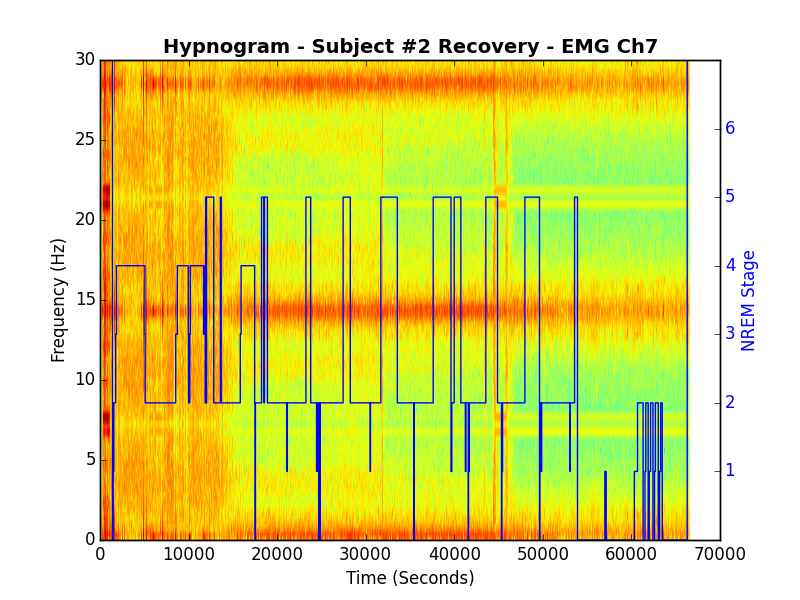 Hypnogram - Subject #2 Recovery - EMG Ch7
30
25
20
15
10
5
0
Frequency (Hz)
6
5
4
3
2
1
NREM Stage
0 10000 20000 30000 40000 50000 60000 70000
Time (Seconds)